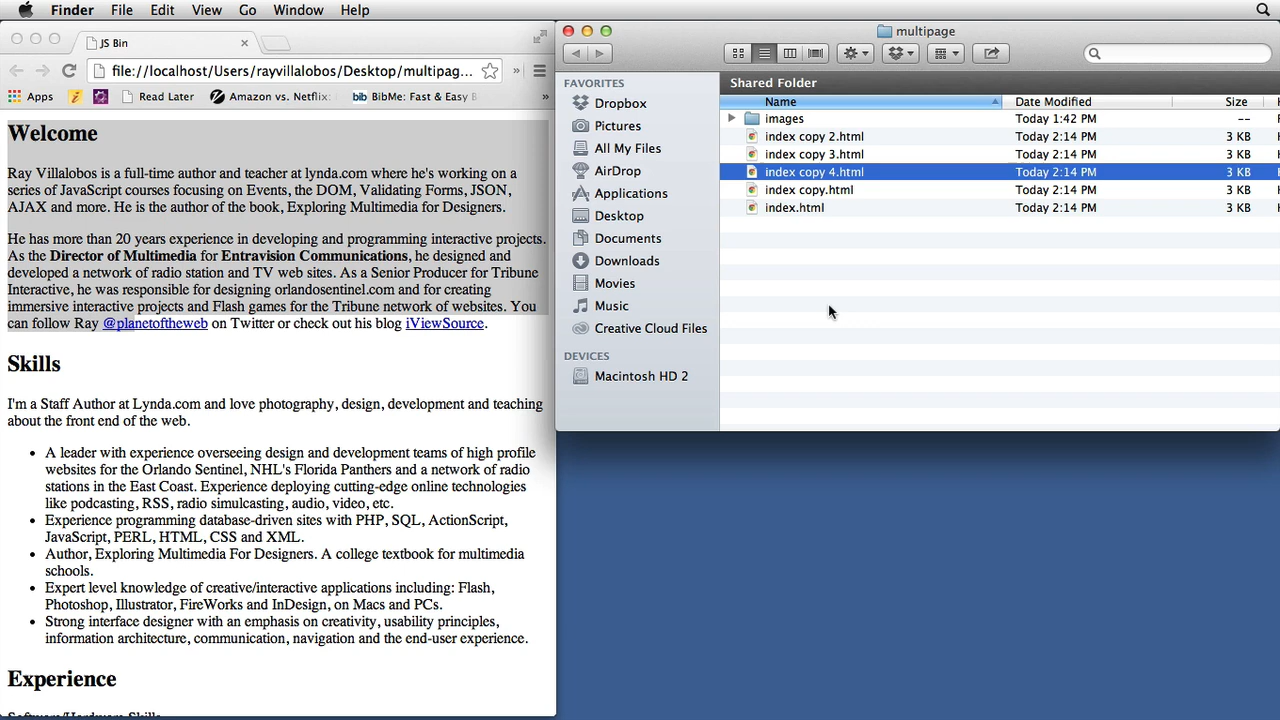 Finder File Edit View Go Window Help
JS Bin
file://localhost/Users/rayvillalobos/Desktop/multipag...
Apps
Read Later
Amazon vs. Netflix:
bibBibMe: Fast & Easy B
Welcome
Ray Villalobos is a full-time author and teacher at lynda.com where he's working on a
series of JavaScript courses focusing on Events, the DOM, Validating Forms, JSON,
AJAX and more. He is the author of the book, Exploring Multimedia for Designers.
He has more than 20 years experience in developing and programming interactive projects.
As the Director of Multimedia for Entravision Communications, he designed and
developed a network of radio station and TV web sites. As a Senior Producer for Tribune
Interactive, he was responsible for designing orlandosentinel.com and for creating
immersive interactive projects and Flash games for the Tribune network of websites. You
can follow Ray @planetoftheweb on Twitter or check out his blog iViewSource.
Skills
I'm a Staff Author at Lynda.com and love photography, design, development and teaching
about the front end of the web.
• A leader with experience overseeing design and development teams of high profile
websites for the Orlando Sentinel, NHL's Florida Panthers and a network of radio
stations in the East Coast. Experience deploying cutting-edge online technologies
like podcasting, RSS, radio simulcasting, audio, video, etc.
• Experience programming database-driven sites with PHP, SQL, ActionScript,
JavaScript, PERL, HTML, CSS and XML.
• Author, Exploring Multimedia For Designers. A college textbook for multimedia
schools.
• Expert level knowledge of creative/interactive applications including: Flash,
Photoshop, Illustrator, FireWorks and InDesign, on Macs and PCs.
• Strong interface designer with an emphasis on creativity, usability principles,
information architecture, communication, navigation and the end-user experience.
Experience
Software/Hardware Skills
multipage
FAVORITES
Dropbox
Pictures
All My Files
AirDrop
Applications
Desktop
Documents
Downloads
Movies
Music
Creative Cloud Files
DEVICES
Macintosh HD 2
Shared Folder
Name Date Modified Size
images Today 1:42 PM --
index copy 2.html Today 2:14 PM 3 KB
index copy 3.html Today 2:14 PM 3 KB
index copy 4.html Today 2:14 PM 3 KB
index copy.html Today 2:14 PM 3 KB
index.html Today 2:14 PM 3 KB